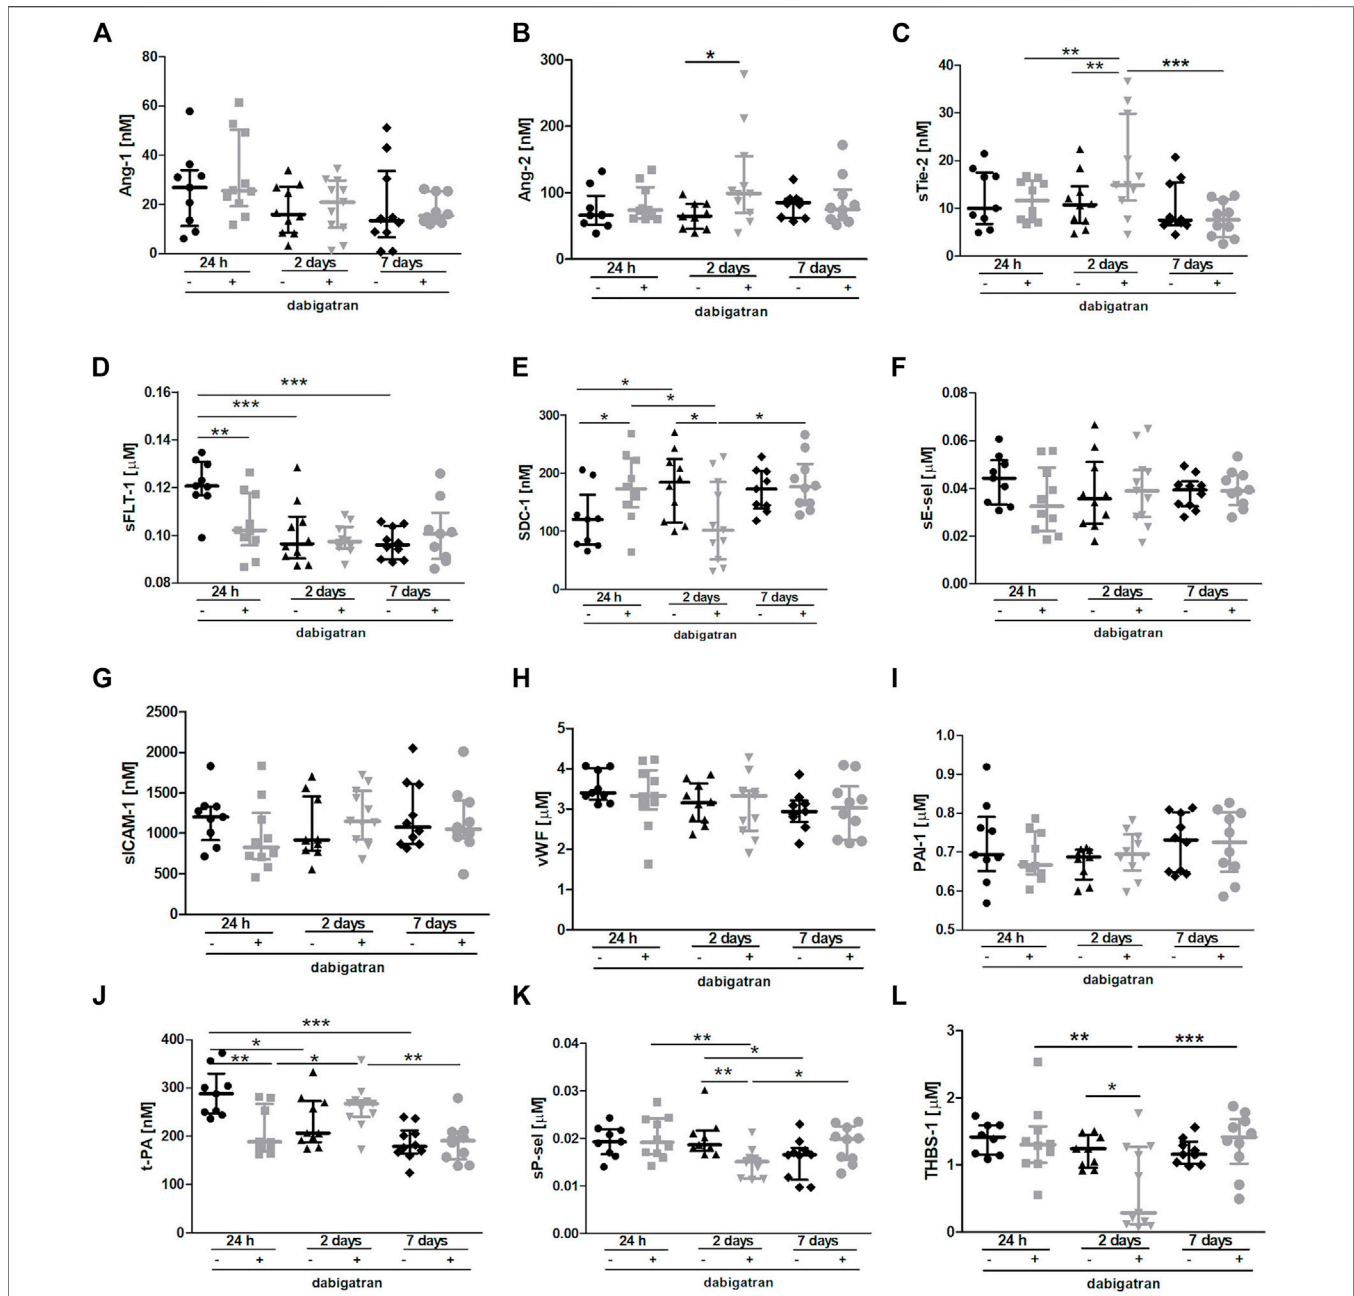 A
Ang-1 [nM]
80
60
40
20
0
24 h 2 days 7 days
- + - + - +
dabigatran
B
Ang-2 [nM]
300
200
100
0
*
24 h 2 days 7 days
- + - + - +
dabigatran
C
sTie-2 [nM]
40
30
20
10
0
**
** ***
24 h 2 days 7 days
- + - + - +
dabigatran
D
sFLT-1 [μM]
0.16
0.14
0.12
0.10
0.08
***
***
**
24 h 2 days 7 days
- + - + - +
dabigatran
E
SDC-1 [nM]
300
200
100
0
*
*
* * *
24 h 2 days 7 days
- + - + - +
dabigatran
F
sE-sel [μM]
0.08
0.06
0.04
0.02
0.00
24 h 2 days 7 days
- + - + - +
dabigatran
G
sICAM-1 [nM]
2500
2000
1500
1000
500
0
24 h 2 days 7 days
- + - + - +
dabigatran
H
vWF [μM]
5
4
3
2
1
0
24 h 2 days 7 days
- + - + - +
dabigatran
I
PAI-1 [μM]
1.0
0.9
0.8
0.7
0.6
0.5
24 h 2 days 7 days
- + - + - +
dabigatran
J
t-PA [nM]
400
300
200
100
0
***
*
** * **
24 h 2 days 7 days
- + - + - +
dabigatran
K
sP-sel [μM]
0.04
0.03
0.02
0.01
0.00
**
*
** *
24 h 2 days 7 days
- + - + - +
dabigatran
L
THBS-1 [μM]
3
2
1
0
** ***
*
24 h 2 days 7 days
- + - + - +
dabigatran